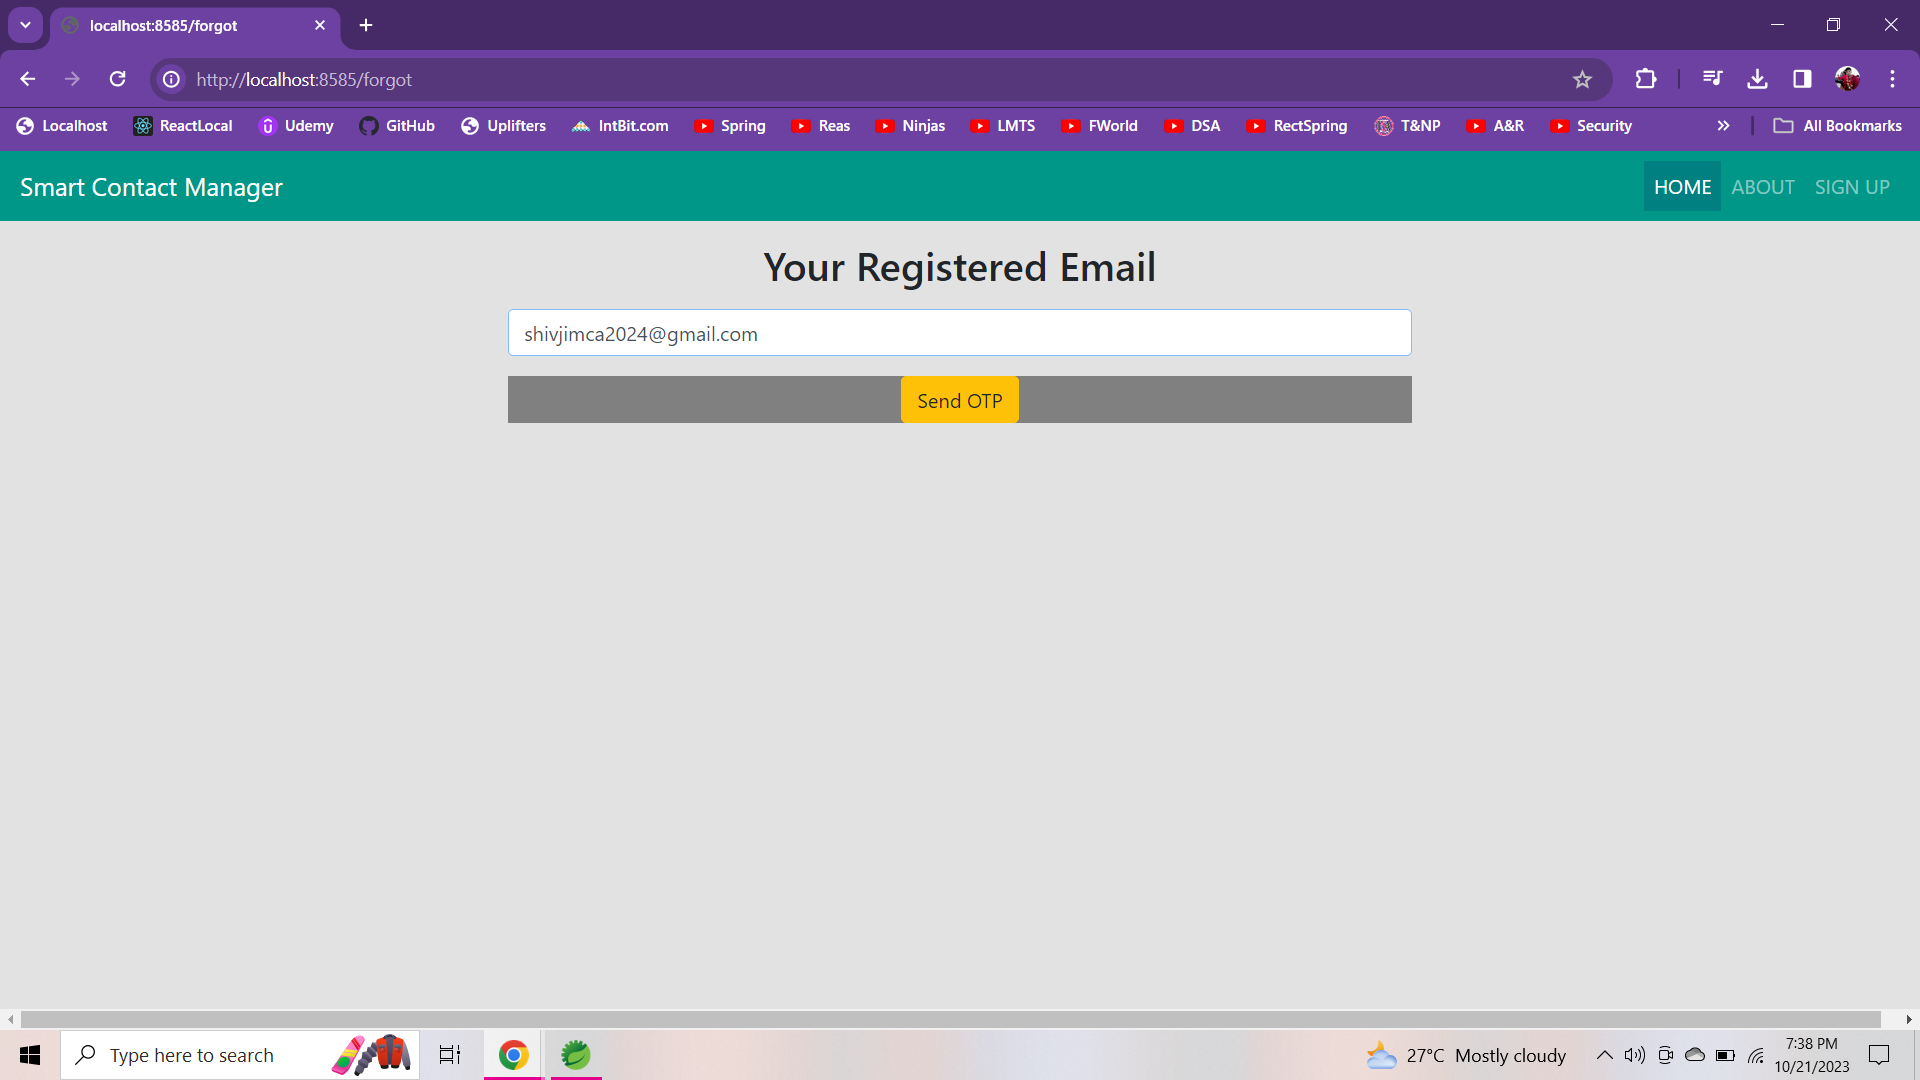 localhost:8585/forgot
http://localhost:8585/forgot
Localhost ReactLocal Udemy GitHub Uplifters IntBit.com Spring Reas Ninjas LMTS FWorld DSA RectSpring T&NP A&R Security All Bookmarks
Smart Contact Manager HOME ABOUT SIGN UP
Your Registered Email
shivjimca2024@gmail.com
Send OTP
Type here to search 27°C Mostly cloudy
7:38 PM
10/21/2023